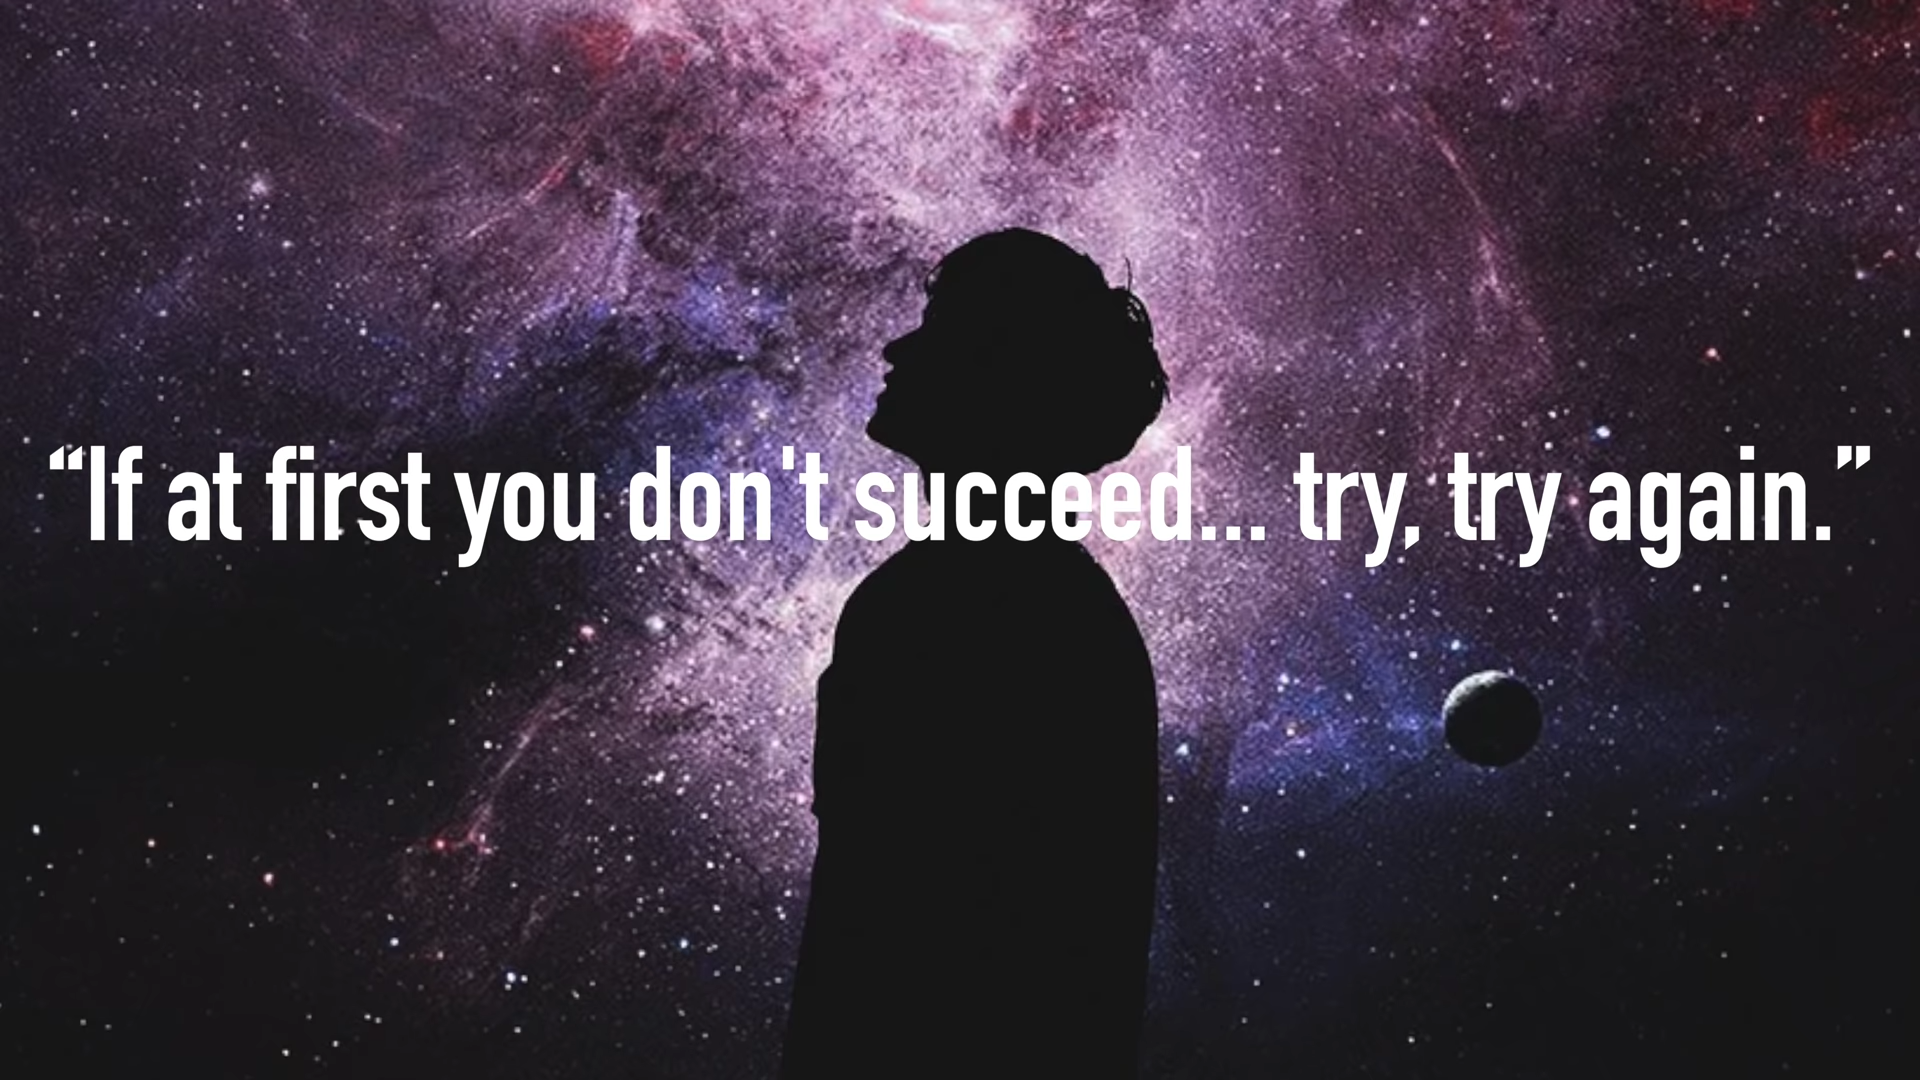 “If at first you don't succeed... try, try again.”